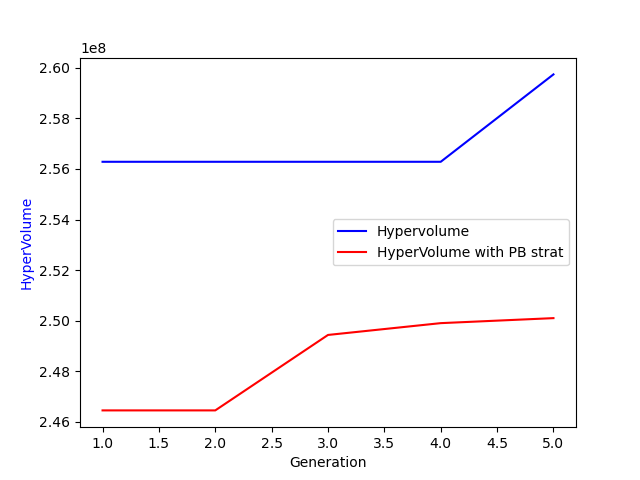 1e8
2.60
2.58
2.56
2.54
2.52
2.50
2.48
2.46
HyperVolume
Hypervolume
HyperVolume with PB strat
1.0 1.5 2.0 2.5 3.0 3.5 4.0 4.5 5.0
Generation